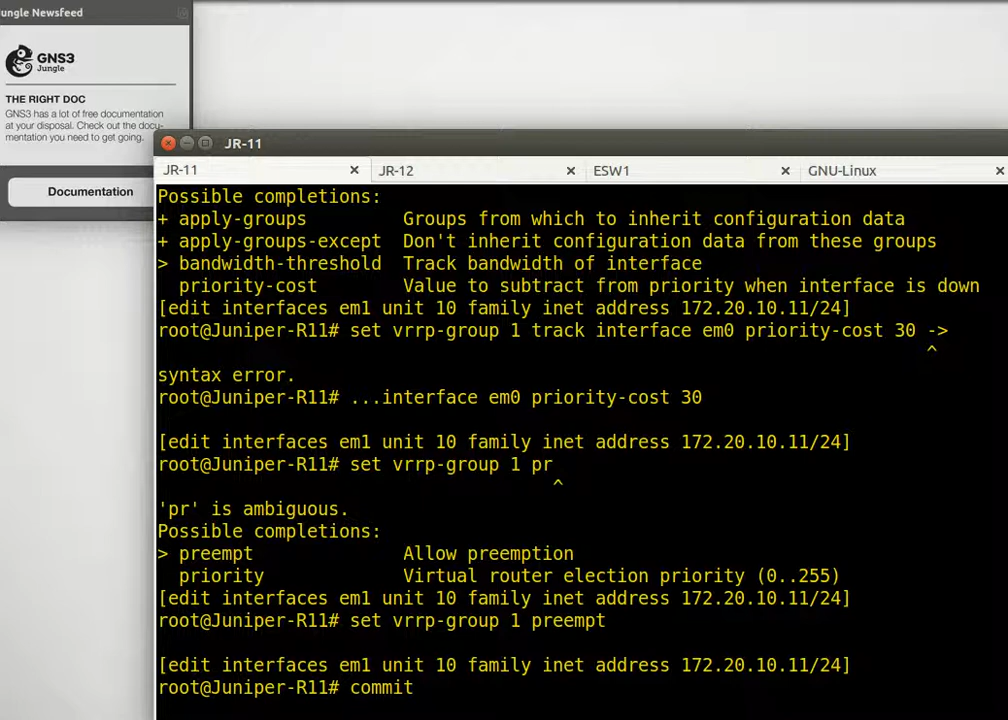 ungle Newsfeed
GNS3
Jungle
THE RIGHT DOC
GNS3 has a lot of free documentation
at your disposal. Check out the docu-
mentation you need to get going.
Documentation
JR-11
JR-11
JR-12
ESW1
GNU-Linux
Possible completions:
+ apply-groups Groups from which to inherit configuration data
+ apply-groups-except Don't inherit configuration data from these groups
> bandwidth-threshold Track bandwidth of interface
priority-cost Value to subtract from priority when interface is down
[edit interfaces em1 unit 10 family inet address 172.20.10.11/24]
root@Juniper-R11# set vrrp-group 1 track interface em0 priority-cost 30 ->
^
syntax error.
root@Juniper-R11# ...interface em0 priority-cost 30
[edit interfaces em1 unit 10 family inet address 172.20.10.11/24]
root@Juniper-R11# set vrrp-group 1 pr
^
'pr' is ambiguous.
Possible completions:
> preempt Allow preemption
priority Virtual router election priority (0..255)
[edit interfaces em1 unit 10 family inet address 172.20.10.11/24]
root@Juniper-R11# set vrrp-group 1 preempt
[edit interfaces em1 unit 10 family inet address 172.20.10.11/24]
root@Juniper-R11# commit